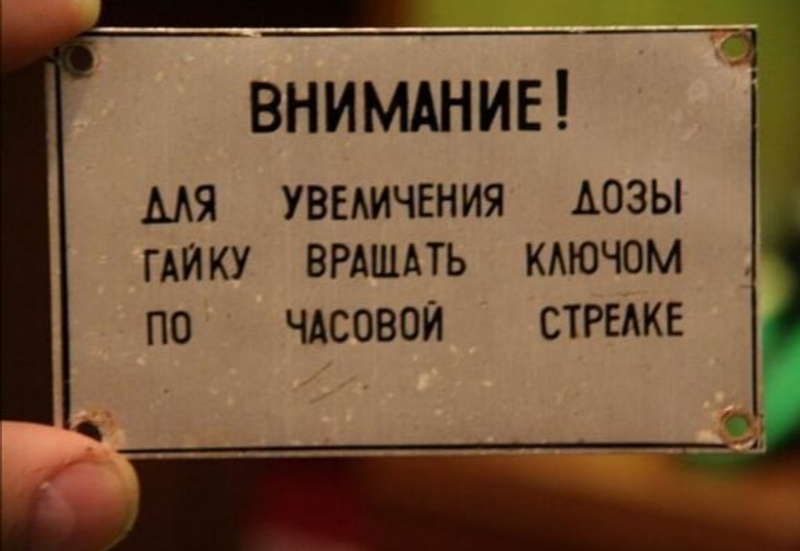 ВНИМАНИЕ!
ДЛЯ УВЕЛИЧЕНИЯ ДОЗЫ
ГАЙКУ ВРАЩАТЬ КЛЮЧОМ
ПО ЧАСОВОЙ СТРЕЛКЕ